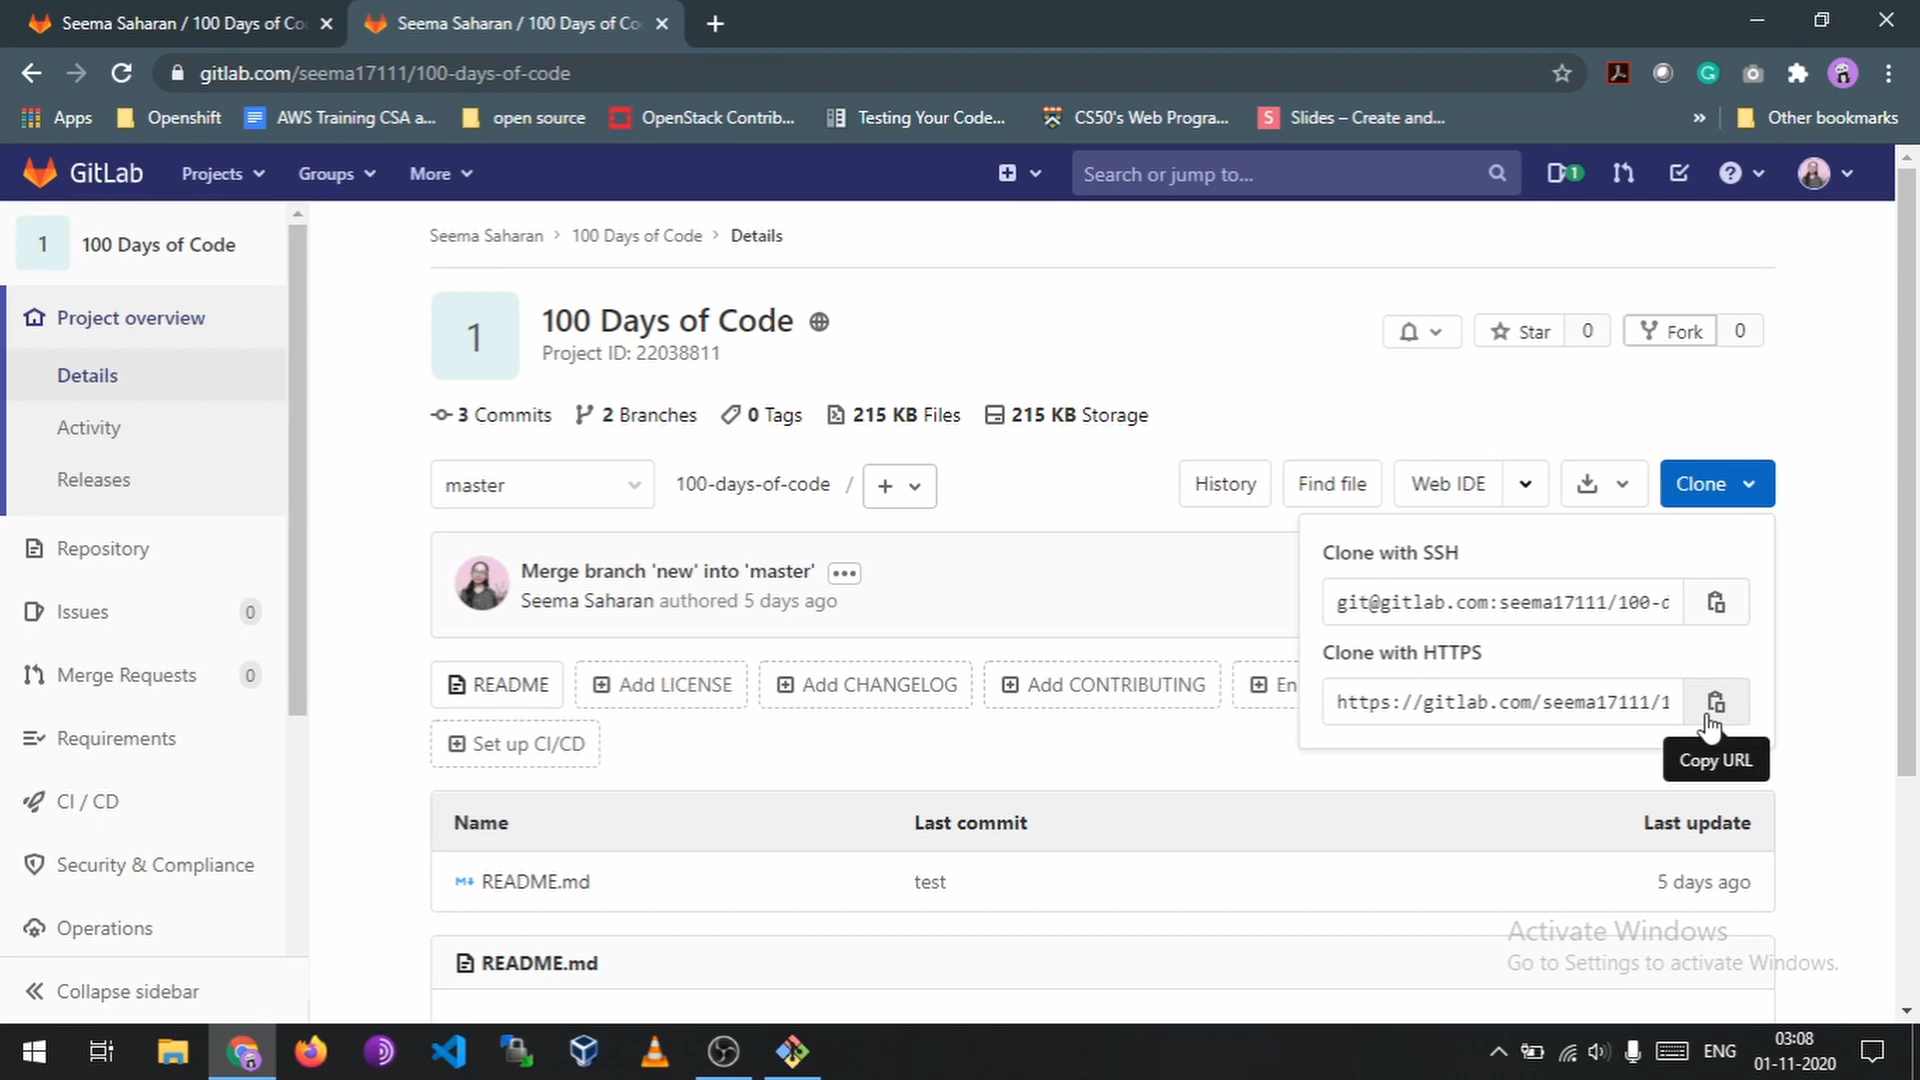 Seema Saharan / 100 Days of Co
Seema Saharan / 100 Days of Co
gitlab.com/seema17111/100-days-of-code
Apps
Openshift
AWS Training CSA a...
open source
OpenStack Contrib...
Testing Your Code...
CS50's Web Progra...
S
Slides – Create and...
»
Other bookmarks
GitLab
Projects
Groups
More
Search or jump to...
1
1
100 Days of Code
Project overview
Details
Activity
Releases
Repository
Issues
0
Merge Requests
0
Requirements
CI / CD
Security & Compliance
Operations
Collapse sidebar
Seema Saharan > 100 Days of Code > Details
1
100 Days of Code
Project ID: 22038811
Star
0
Fork
0
3 Commits
2 Branches
0 Tags
215 KB Files
215 KB Storage
master
100-days-of-code /
+
History
Find file
Web IDE
Clone
Merge branch 'new' into 'master'
Seema Saharan authored 5 days ago
Clone with SSH
git@gitlab.com:seema17111/100-d
Clone with HTTPS
https://gitlab.com/seema17111/1
Copy URL
README
Add LICENSE
Add CHANGELOG
Add CONTRIBUTING
En
Set up CI/CD
Name
Last commit
Last update
README.md
test
5 days ago
README.md
Activate Windows
Go to Settings to activate Windows.
ENG
03:08
01-11-2020